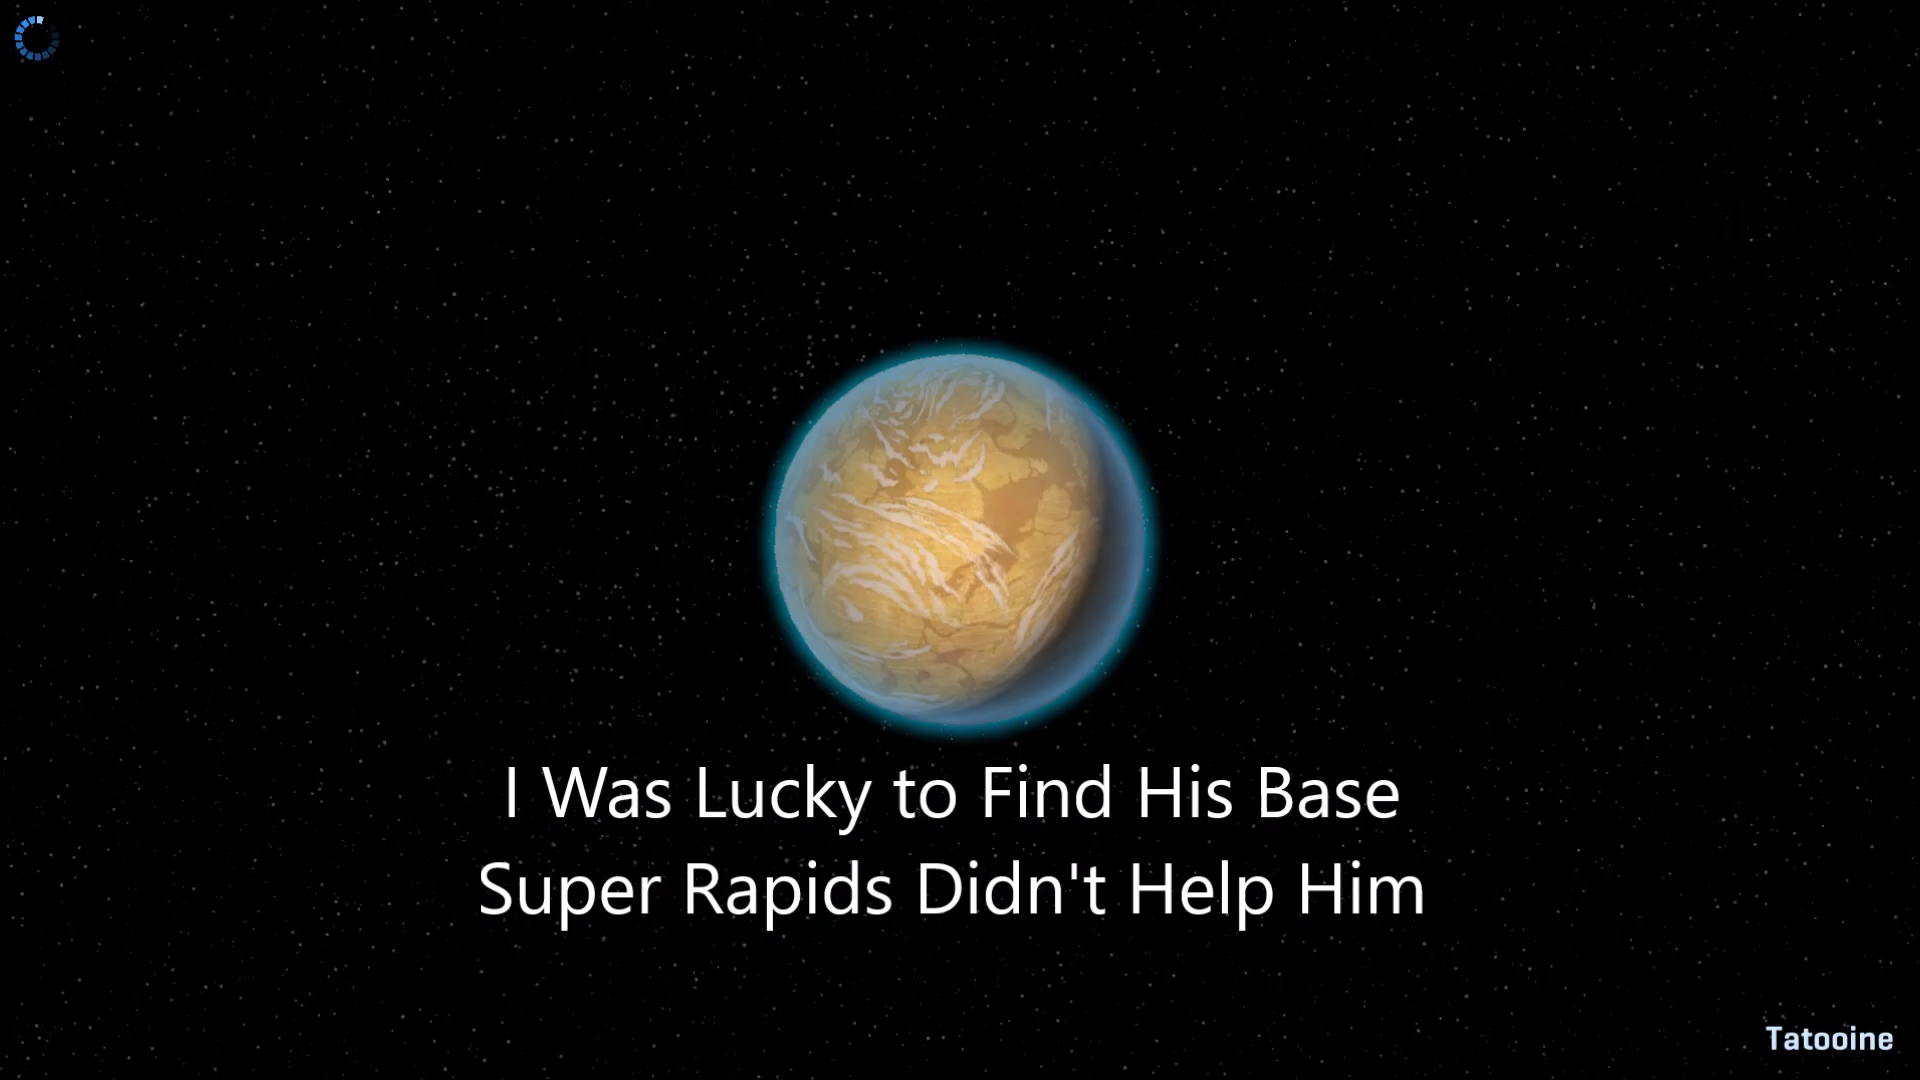 I Was Lucky to Find His Base
Super Rapids Didn't Help Him
Tatooine